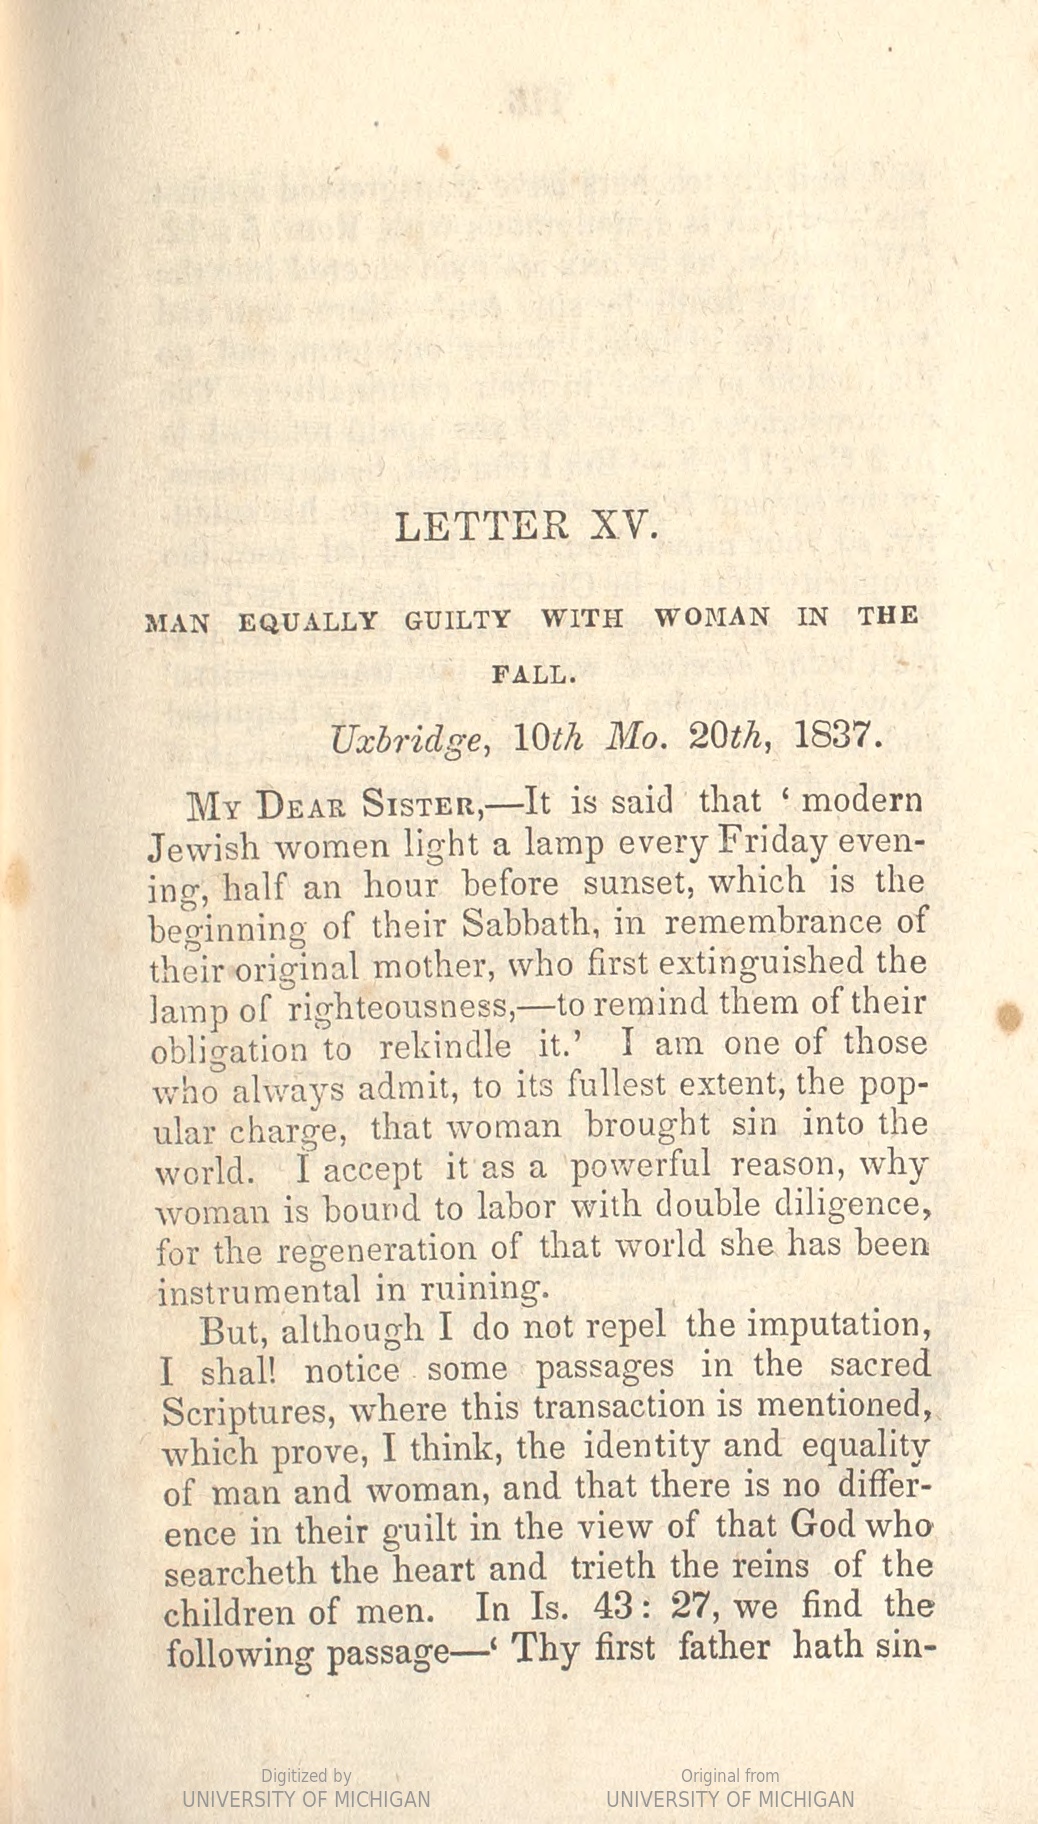 LETTER XV.
MAN EQUALLY GUILTY WITH WOMAN IN THE
FALL.
Uxbridge, 10th Mo. 20th, 1837.
My Dear Sister,—It is said that ‘ modern
Jewish women light a lamp every Friday even-
ing, half an hour before sunset, which is the
beginning of their Sabbath, in remembrance of
their original mother, who first extinguished the
lamp of righteousness,—to remind them of their
obligation to rekindle it.’ I am one of those
who always admit, to its fullest extent, the pop-
ular charge, that woman brought sin into the
world. I accept it as a powerful reason, why
woman is bound to labor with double diligence,
for the regeneration of that world she has been
instrumental in ruining.
But, although I do not repel the imputation,
I shall notice some passages in the sacred
Scriptures, where this transaction is mentioned,
which prove, I think, the identity and equality
of man and woman, and that there is no differ-
ence in their guilt in the view of that God who
searcheth the heart and trieth the reins of the
children of men. In Is. 43: 27, we find the
following passage—‘ Thy first father hath sin-
Digitized by
UNIVERSITY OF MICHIGAN
Original from
UNIVERSITY OF MICHIGAN